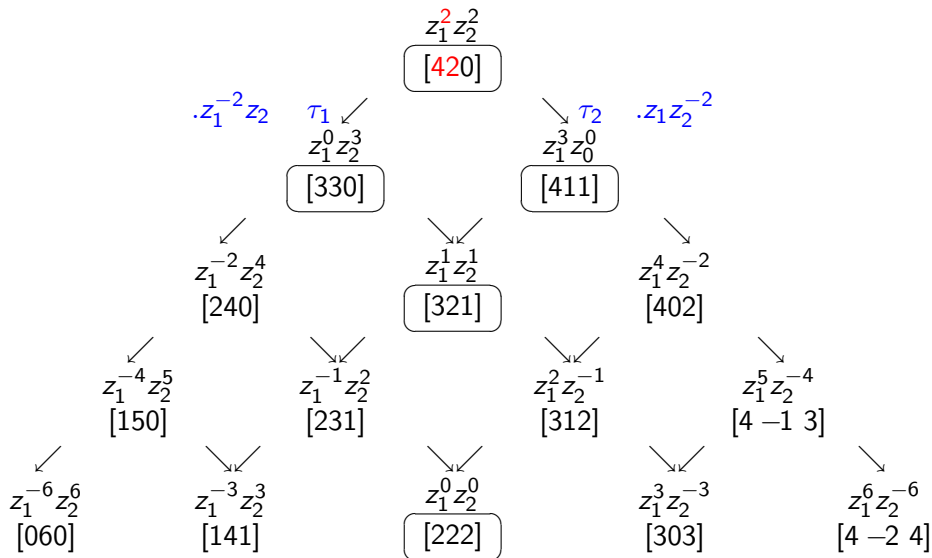 z_1^2 z_2^2
[420]
.z_1^{-2} z_2 τ_1 τ_2 .z_1 z_2^{-2}
z_1^0 z_2^3 z_1^3 z_0^0
[330] [411]
z_1^{-2} z_2^4 z_1^1 z_2^1 z_1^4 z_2^{-2}
[240] [321] [402]
z_1^{-4} z_2^5 z_1^{-1} z_2^2 z_1^2 z_2^{-1} z_1^5 z_2^{-4}
[150] [231] [312] [4 −1 3]
z_1^{-6} z_2^6 z_1^{-3} z_2^3 z_1^0 z_2^0 z_1^3 z_2^{-3} z_1^6 z_2^{-6}
[060] [141] [222] [303] [4 −2 4]